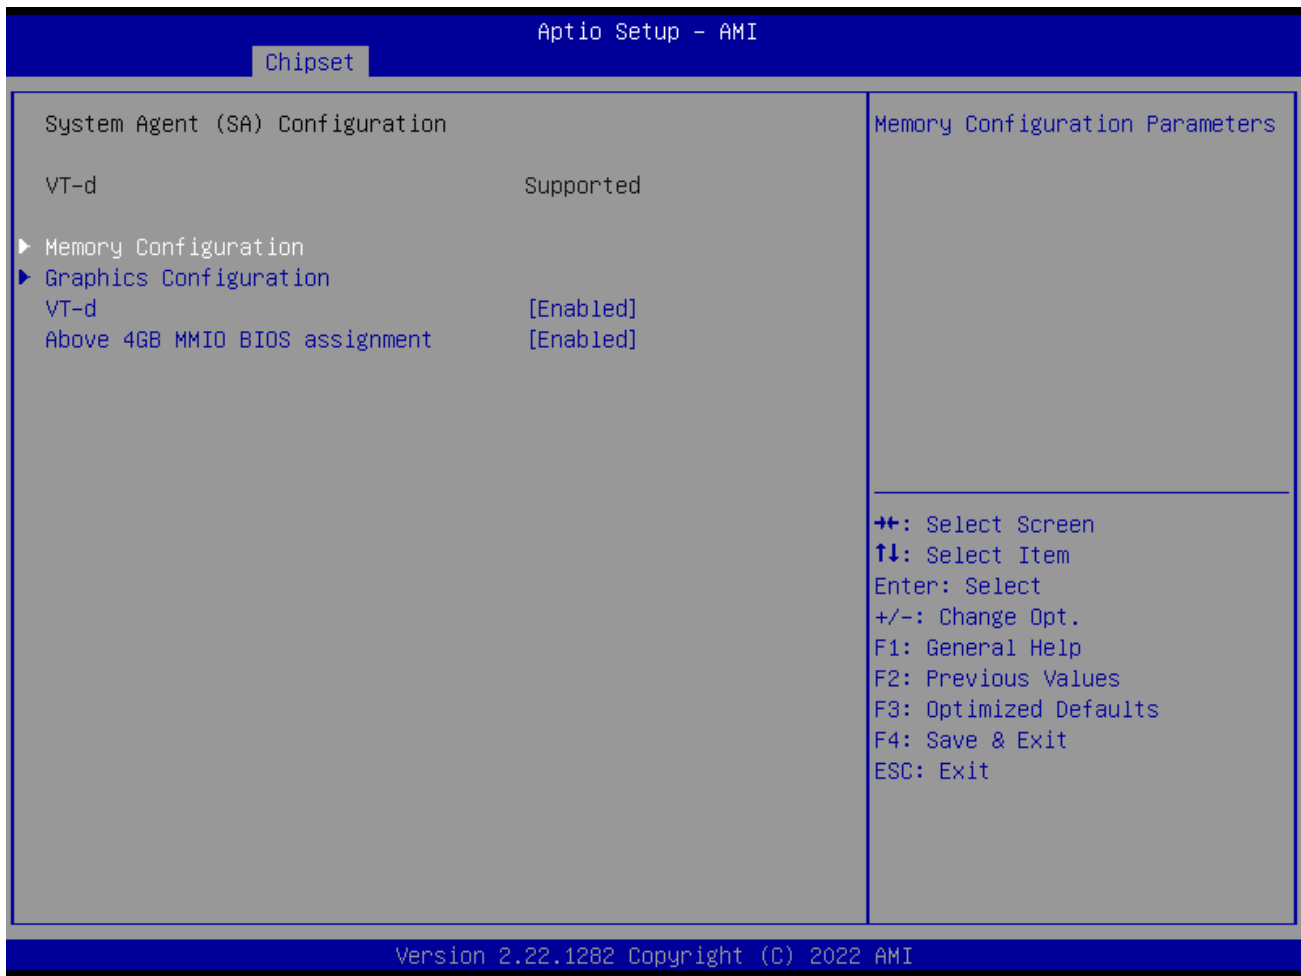 Aptio Setup – AMI
Chipset
System Agent (SA) Configuration
VT-d Supported
Memory Configuration
Graphics Configuration
VT-d [Enabled]
Above 4GB MMIO BIOS assignment [Enabled]
Memory Configuration Parameters
→←: Select Screen
↑↓: Select Item
Enter: Select
+/-: Change Opt.
F1: General Help
F2: Previous Values
F3: Optimized Defaults
F4: Save & Exit
ESC: Exit
Version 2.22.1282 Copyright (C) 2022 AMI